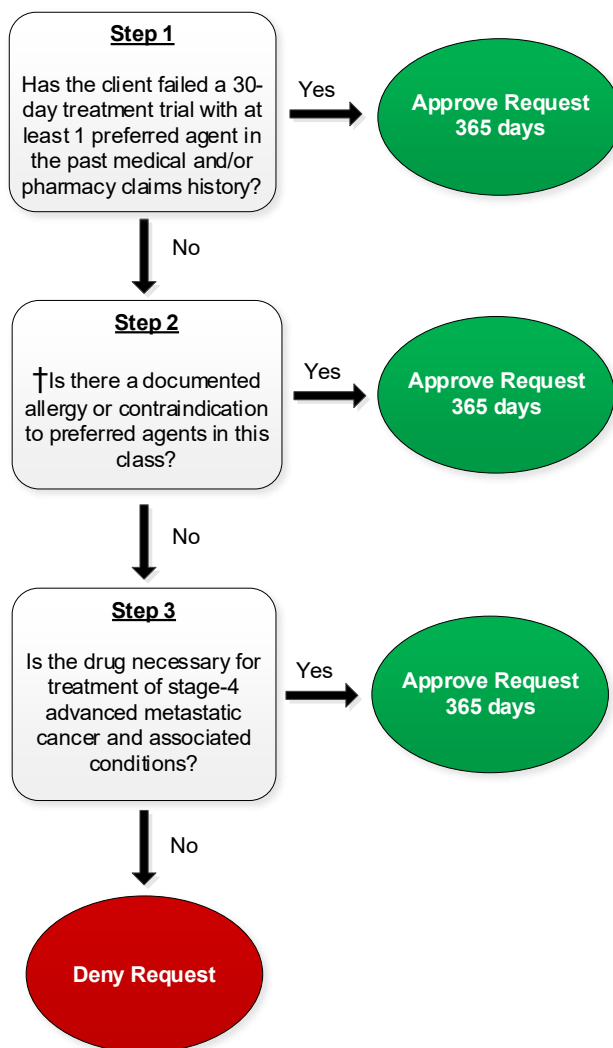 Step 1
Has the client failed a 30-
day treatment trial with at
least 1 preferred agent in
the past medical and/or
pharmacy claims history?
Yes
Approve Request
365 days
No
Step 2
†Is there a documented
allergy or contraindication
to preferred agents in this
class?
Yes
Approve Request
365 days
No
Step 3
Is the drug necessary for
treatment of stage-4
advanced metastatic
cancer and associated
conditions?
Yes
Approve Request
365 days
No
Deny Request